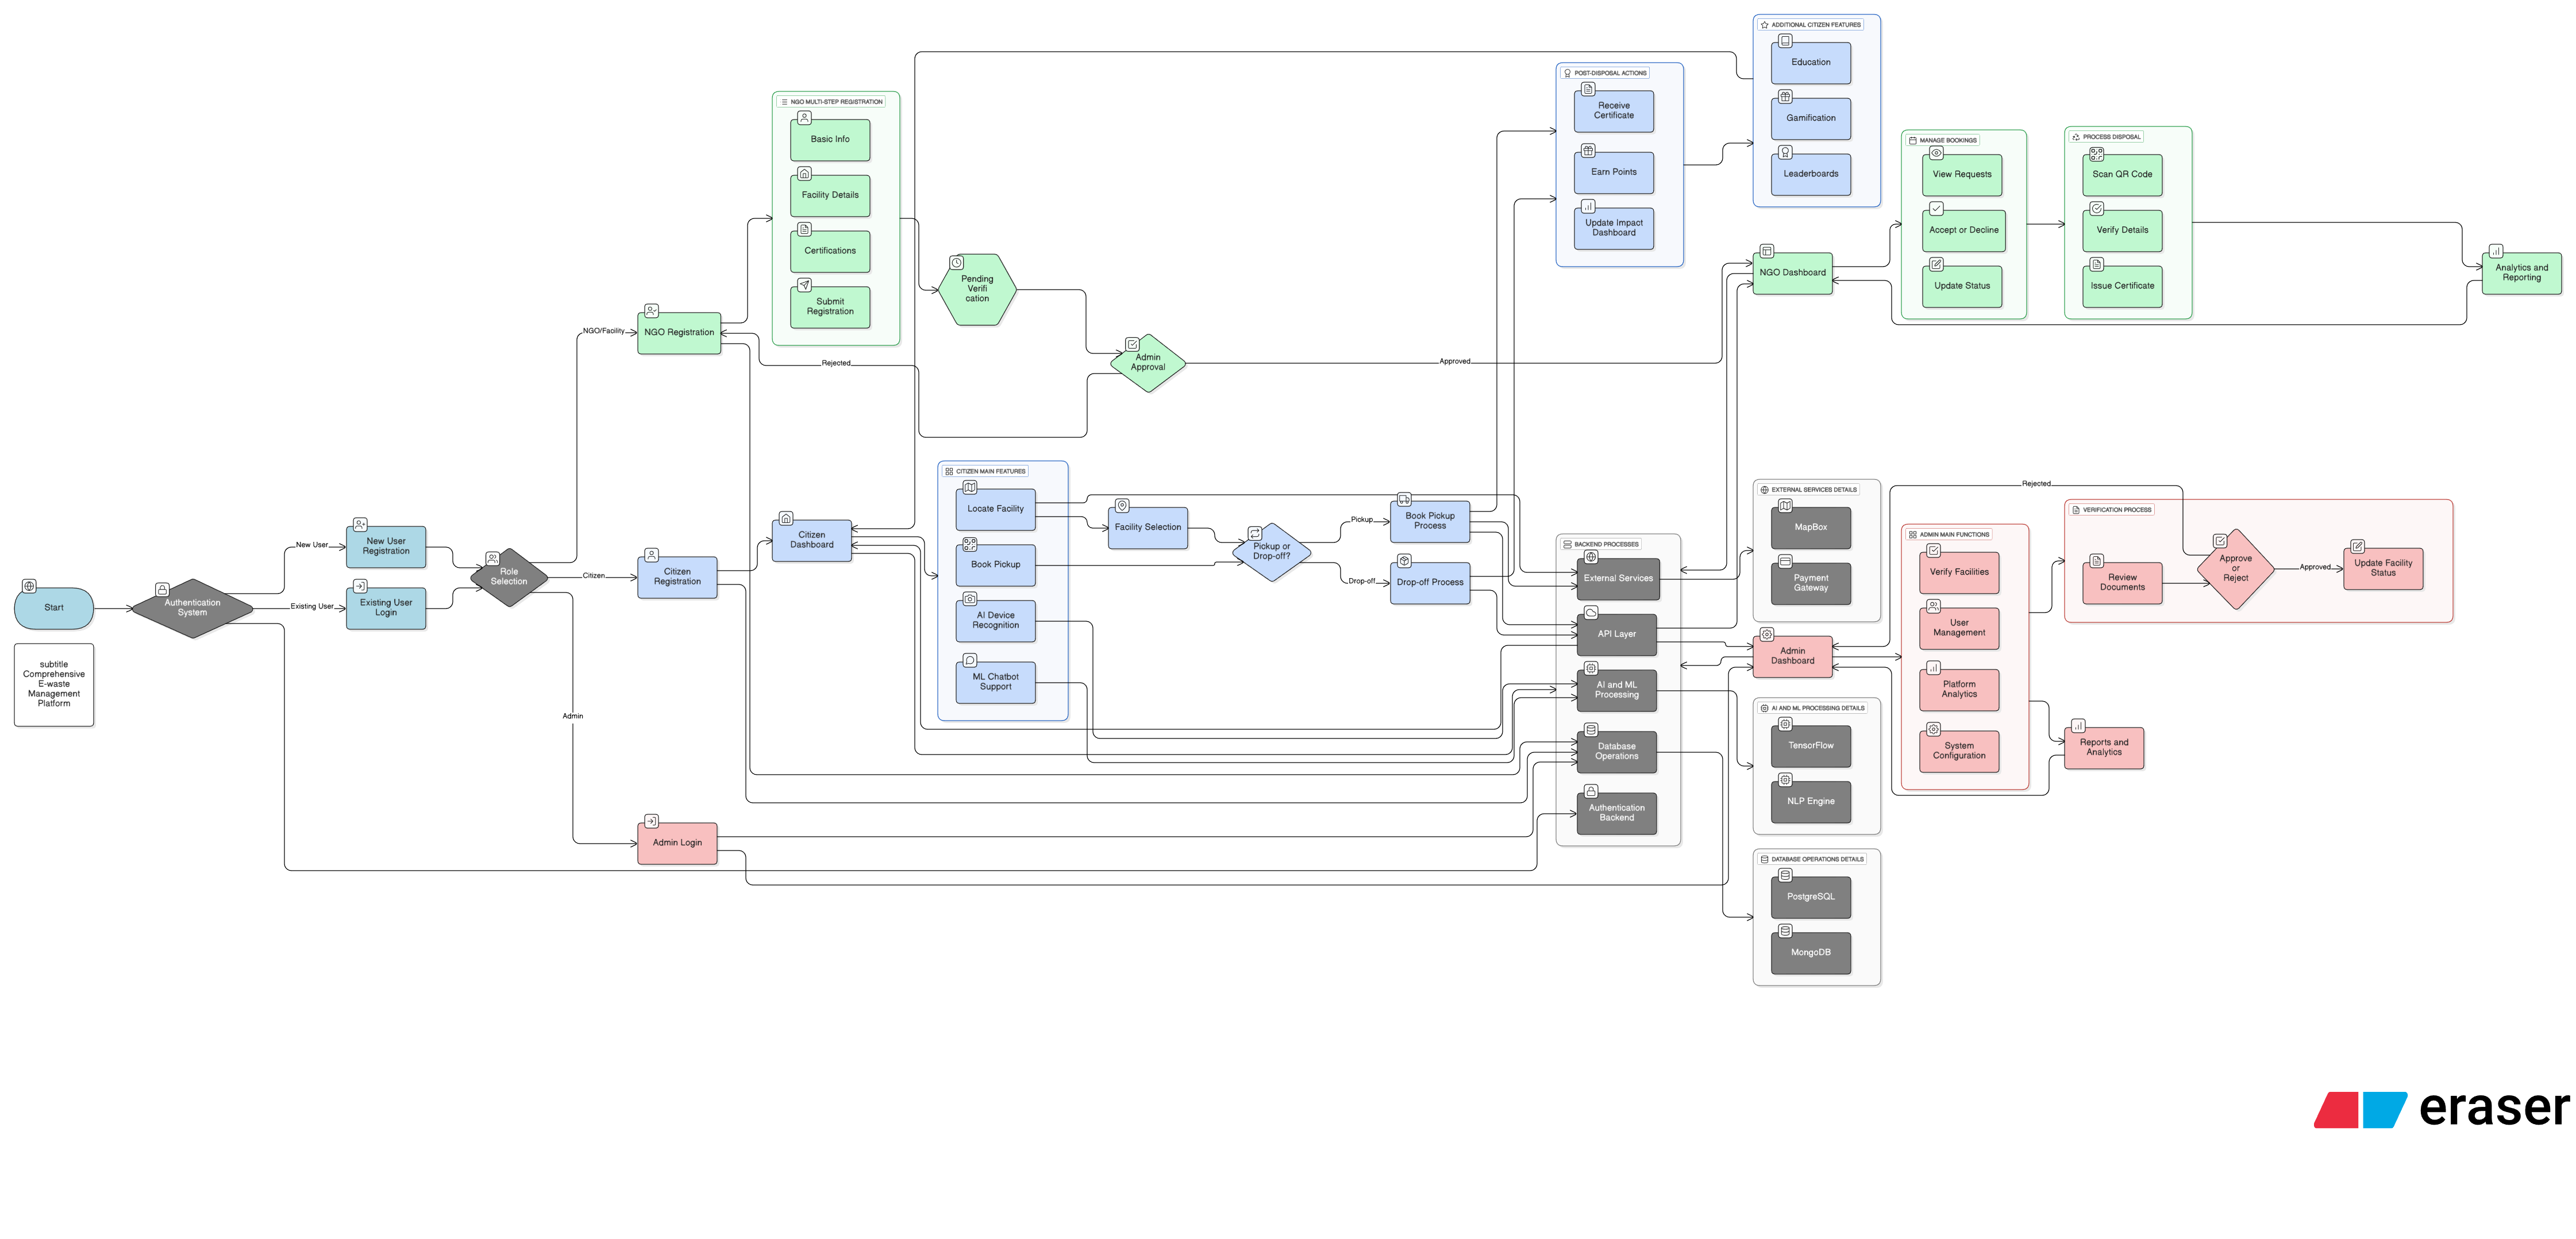 Start
subtitle
Comprehensive
E-waste
Management
Platform
Authentication
System
New User
Existing User
New User
Registration
Existing User
Login
Role
Selection
NGO/Facility
Citizen
Admin
NGO Registration
Citizen
Registration
Admin Login
NGO MULTI-STEP REGISTRATION
Basic Info
Facility Details
Certifications
Submit
Registration
Rejected
Pending
Verifi
cation
Admin
Approval
Approved
Citizen
Dashboard
CITIZEN MAIN FEATURES
Locate Facility
Book Pickup
AI Device
Recognition
ML Chatbot
Support
Facility Selection
Pickup or
Drop-off?
Pickup
Drop-off
Book Pickup
Process
Drop-off Process
POST-DISPOSAL ACTIONS
Receive
Certificate
Earn Points
Update Impact
Dashboard
BACKEND PROCESSES
External Services
API Layer
AI and ML
Processing
Database
Operations
Authentication
Backend
ADDITIONAL CITIZEN FEATURES
Education
Gamification
Leaderboards
NGO Dashboard
EXTERNAL SERVICES DETAILS
MapBox
Payment
Gateway
Admin
Dashboard
AI AND ML PROCESSING DETAILS
TensorFlow
NLP Engine
DATABASE OPERATIONS DETAILS
PostgreSQL
MongoDB
MANAGE BOOKINGS
View Requests
Accept or Decline
Update Status
PROCESS DISPOSAL
Scan QR Code
Verify Details
Issue Certificate
Analytics and
Reporting
Rejected
ADMIN MAIN FUNCTIONS
Verify Facilities
User
Management
Platform
Analytics
System
Configuration
VERIFICATION PROCESS
Review
Documents
Approve
or
Reject
Approved
Update Facility
Status
Reports and
Analytics
eraser